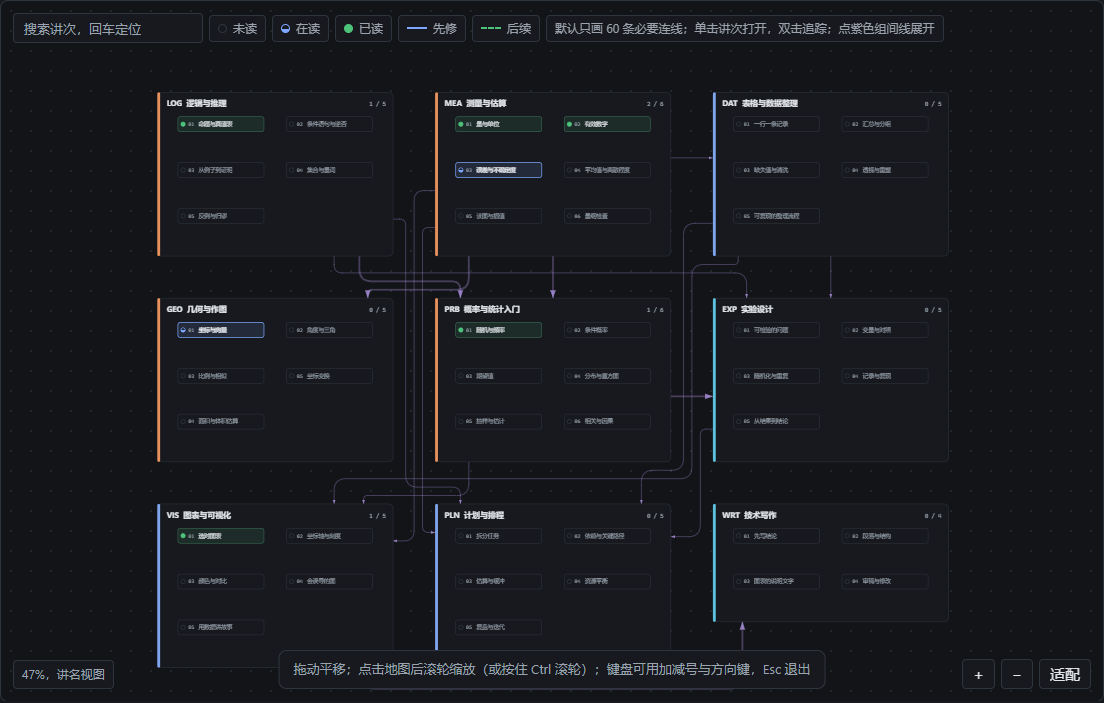 搜索讲次，回车定位
未读
在读
已读
先修
后续
默认只画 60 条必要连线；单击讲次打开，双击追踪；点紫色组间线展开
LOG 逻辑与推理 1 / 5
01 命题与真值表
02 条件语句与逆否
03 从例子到证明
04 集合与量词
05 反例与归谬
MEA 测量与估算 2 / 6
01 量与单位
02 有效数字
03 误差与不确定度
04 平均值与离散程度
05 读图与插值
06 量纲检查
DAT 表格与数据整理 0 / 5
01 一行一条记录
02 汇总与分组
03 缺失值与清洗
04 透视与重塑
05 可复现的整理流程
GEO 几何与作图 0 / 5
01 坐标与向量
02 角度与三角
03 比例与相似
05 坐标变换
04 面积与体积估算
PRB 概率与统计入门 1 / 6
01 随机与频率
02 条件概率
03 期望值
04 分布与直方图
05 抽样与估计
06 相关与因果
EXP 实验设计 0 / 5
01 可检验的问题
02 变量与对照
03 随机化与重复
04 记录与复现
05 从结果到结论
VIS 图表与可视化 1 / 5
01 选对图表
02 坐标轴与刻度
03 颜色与对比
04 会误导的图
05 用数据讲故事
PLN 计划与排程 0 / 5
01 拆分任务
02 依赖与关键路径
03 估算与缓冲
04 资源平衡
05 复盘与迭代
WRT 技术写作 0 / 4
01 先写结论
02 段落与结构
03 图表的说明文字
04 审稿与修改
47%，讲名视图
拖动平移；点击地图后滚轮缩放（或按住 Ctrl 滚轮）；键盘可用加减号与方向键，Esc 退出
+
−
适配